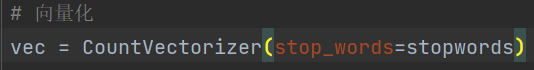 # 向量化
vec = CountVectorizer(stop_words=stopwords)